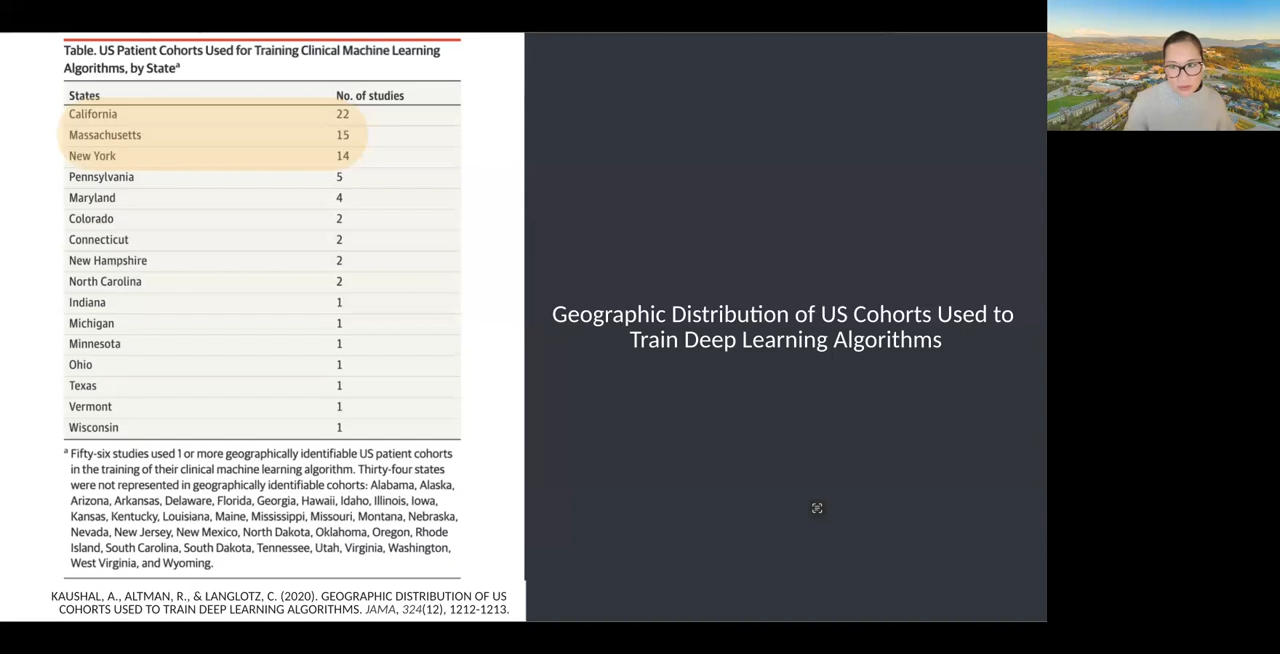 Table. US Patient Cohorts Used for Training Clinical Machine Learning
Algorithms, by Stateᵃ
States No. of studies
California 22
Massachusetts 15
New York 14
Pennsylvania 5
Maryland 4
Colorado 2
Connecticut 2
New Hampshire 2
North Carolina 2
Indiana 1
Michigan 1
Minnesota 1
Ohio 1
Texas 1
Vermont 1
Wisconsin 1
ᵃ Fifty-six studies used 1 or more geographically identifiable US patient cohorts
in the training of their clinical machine learning algorithm. Thirty-four states
were not represented in geographically identifiable cohorts: Alabama, Alaska,
Arizona, Arkansas, Delaware, Florida, Georgia, Hawaii, Idaho, Illinois, Iowa,
Kansas, Kentucky, Louisiana, Maine, Mississippi, Missouri, Montana, Nebraska,
Nevada, New Jersey, New Mexico, North Dakota, Oklahoma, Oregon, Rhode
Island, South Carolina, South Dakota, Tennessee, Utah, Virginia, Washington,
West Virginia, and Wyoming.
KAUSHAL, A., ALTMAN, R., & LANGLOTZ, C. (2020). GEOGRAPHIC DISTRIBUTION OF US
COHORTS USED TO TRAIN DEEP LEARNING ALGORITHMS. JAMA, 324(12), 1212-1213.
Geographic Distribution of US Cohorts Used to
Train Deep Learning Algorithms